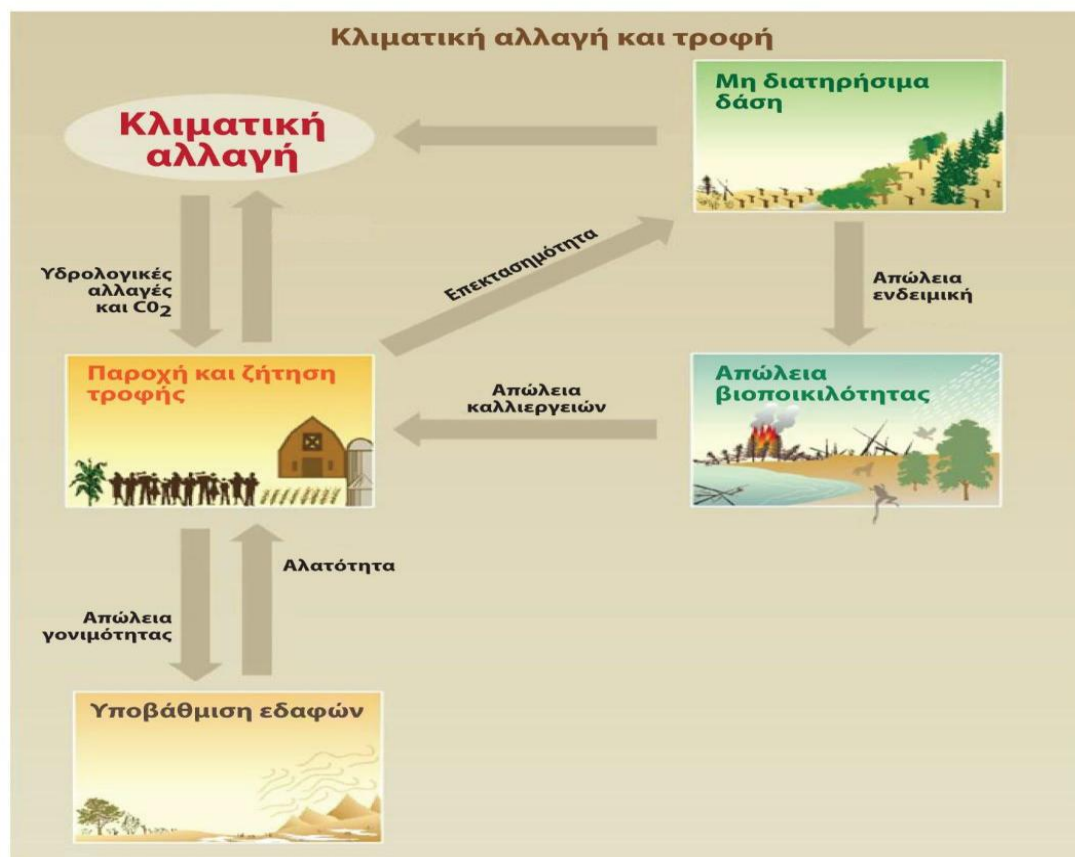 Κλιματική αλλαγή και τροφή
Μη διατηρήσιμα
δάση
Κλιματική
αλλαγή
Επεκτασημότητα
Υδρολογικές
αλλαγές
και C0₂
Απώλεια
ενδειμική
Παροχή και ζήτηση
τροφής
Απώλεια
καλλιεργειών
Απώλεια
βιοποικιλότητας
Αλατότητα
Απώλεια
γονιμότητας
Υποβάθμιση εδαφών